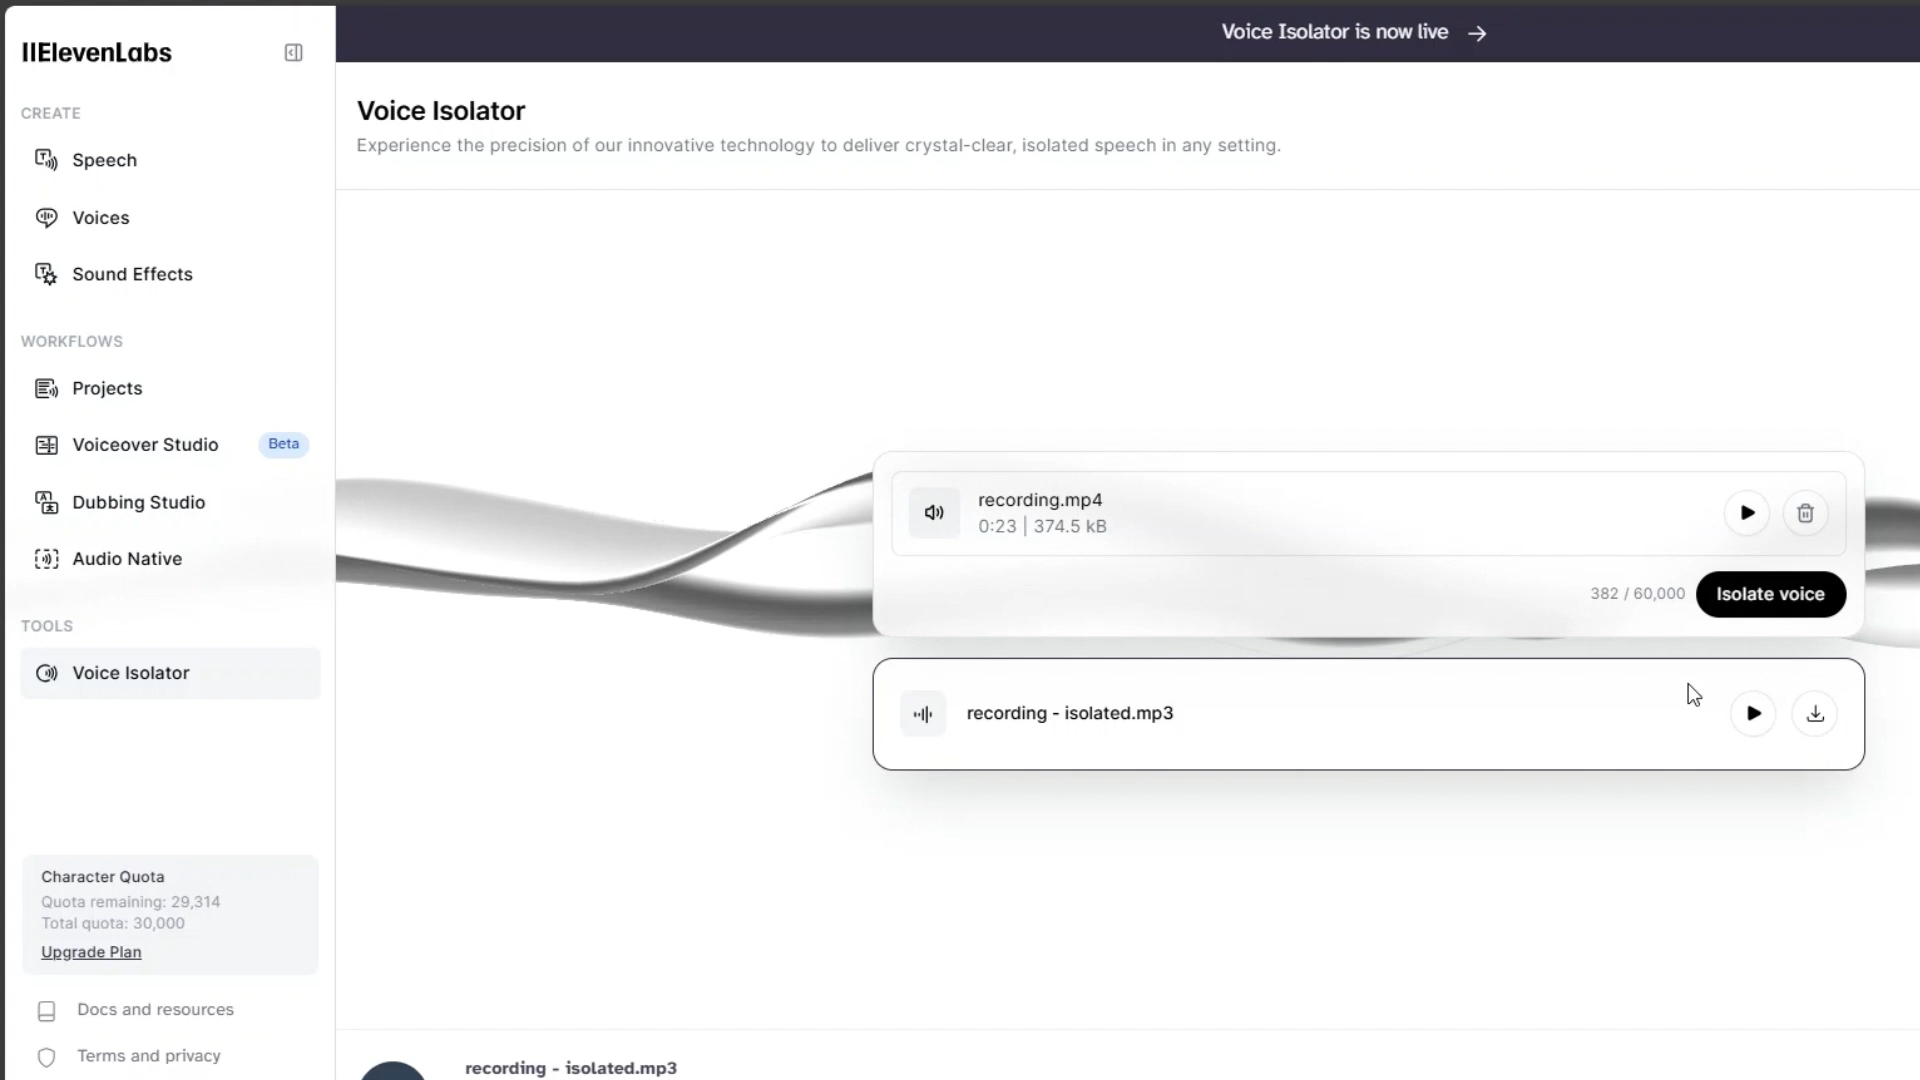 IIElevenLabs
Voice Isolator is now live →
CREATE
Speech
Voices
Sound Effects
WORKFLOWS
Projects
Voiceover Studio Beta
Dubbing Studio
Audio Native
TOOLS
Voice Isolator
Character Quota
Quota remaining: 29,314
Total quota: 30,000
Upgrade Plan
Docs and resources
Terms and privacy
Voice Isolator
Experience the precision of our innovative technology to deliver crystal-clear, isolated speech in any setting.
recording.mp4
0:23 | 374.5 kB
382 / 60,000 Isolate voice
recording - isolated.mp3
recording - isolated.mp3